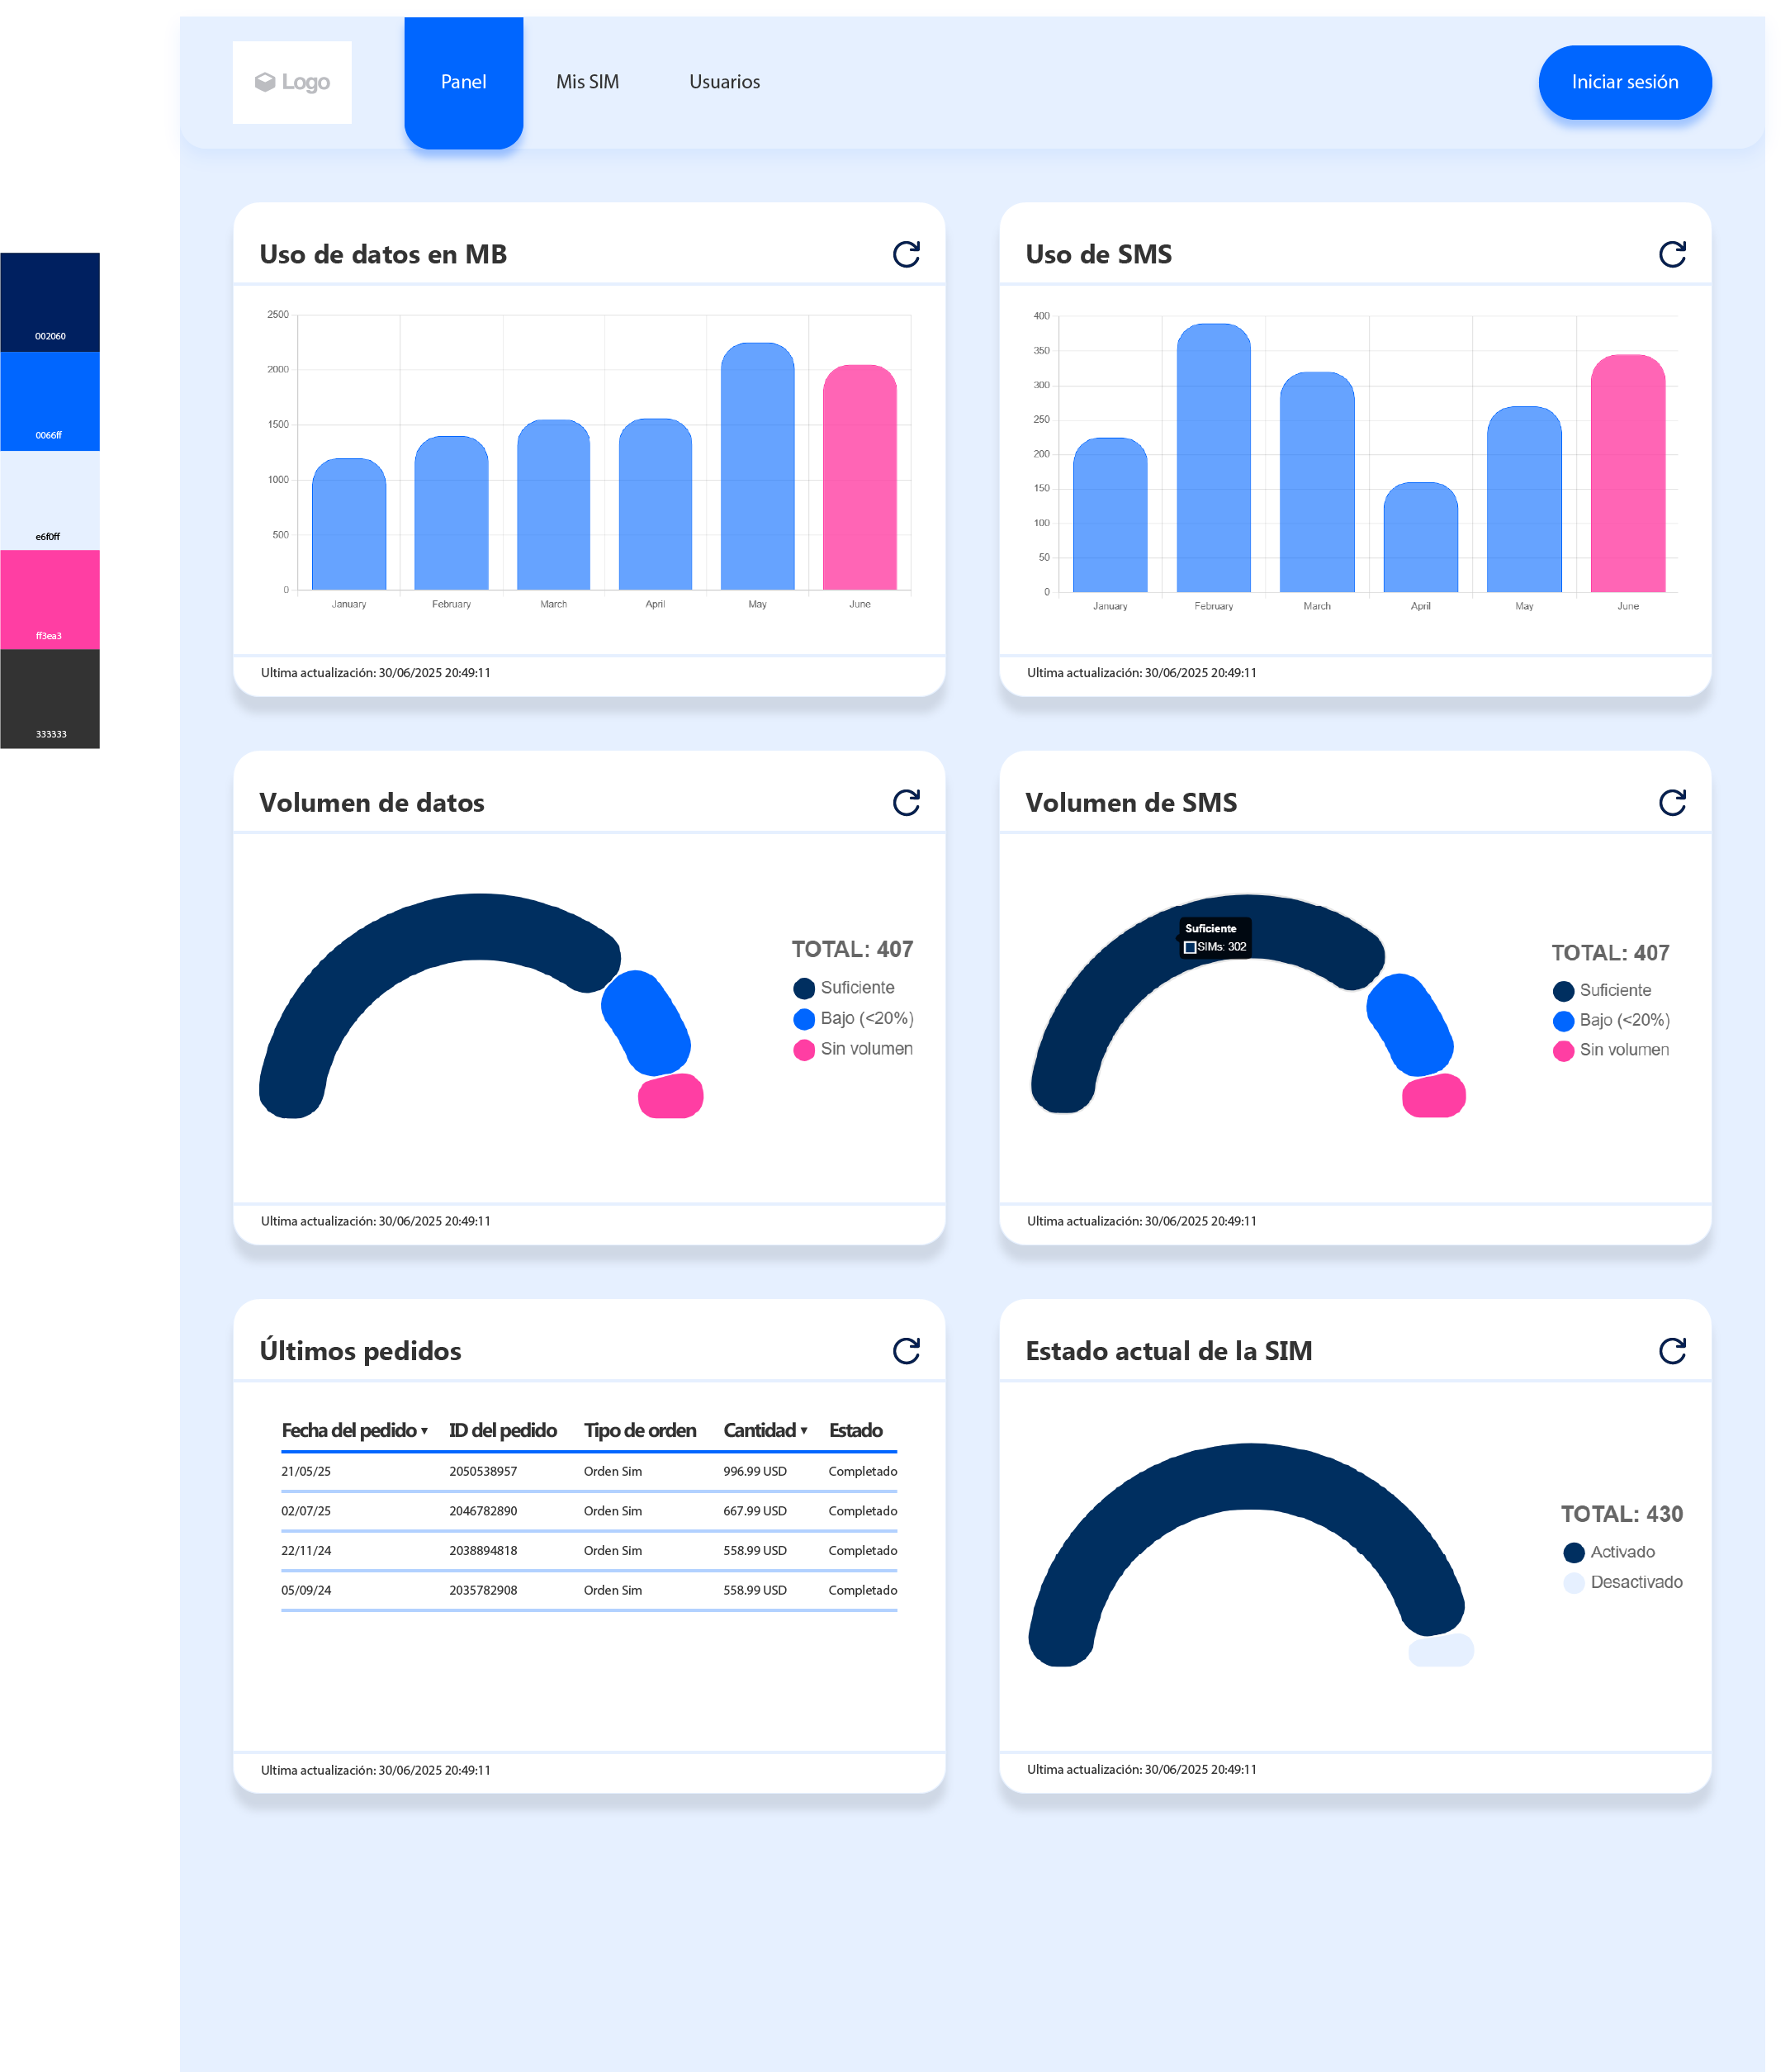 Logo
Panel
Mis SIM
Usuarios
Iniciar sesión
002060
0066ff
e6f0ff
ff3ea3
333333
Uso de datos en MB
2500
2000
1500
1000
500
0
January February March April May June
Ultima actualización: 30/06/2025 20:49:11
Uso de SMS
400
350
300
250
200
150
100
50
0
January February March April May June
Ultima actualización: 30/06/2025 20:49:11
Volumen de datos
TOTAL: 407
Suficiente
Bajo (<20%)
Sin volumen
Ultima actualización: 30/06/2025 20:49:11
Volumen de SMS
Suficiente
SIMs: 302
TOTAL: 407
Suficiente
Bajo (<20%)
Sin volumen
Ultima actualización: 30/06/2025 20:49:11
Últimos pedidos
Fecha del pedido ▼ ID del pedido Tipo de orden Cantidad ▼ Estado
21/05/25 2050538957 Orden Sim 996.99 USD Completado
02/07/25 2046782890 Orden Sim 667.99 USD Completado
22/11/24 2038894818 Orden Sim 558.99 USD Completado
05/09/24 2035782908 Orden Sim 558.99 USD Completado
Ultima actualización: 30/06/2025 20:49:11
Estado actual de la SIM
TOTAL: 430
Activado
Desactivado
Ultima actualización: 30/06/2025 20:49:11